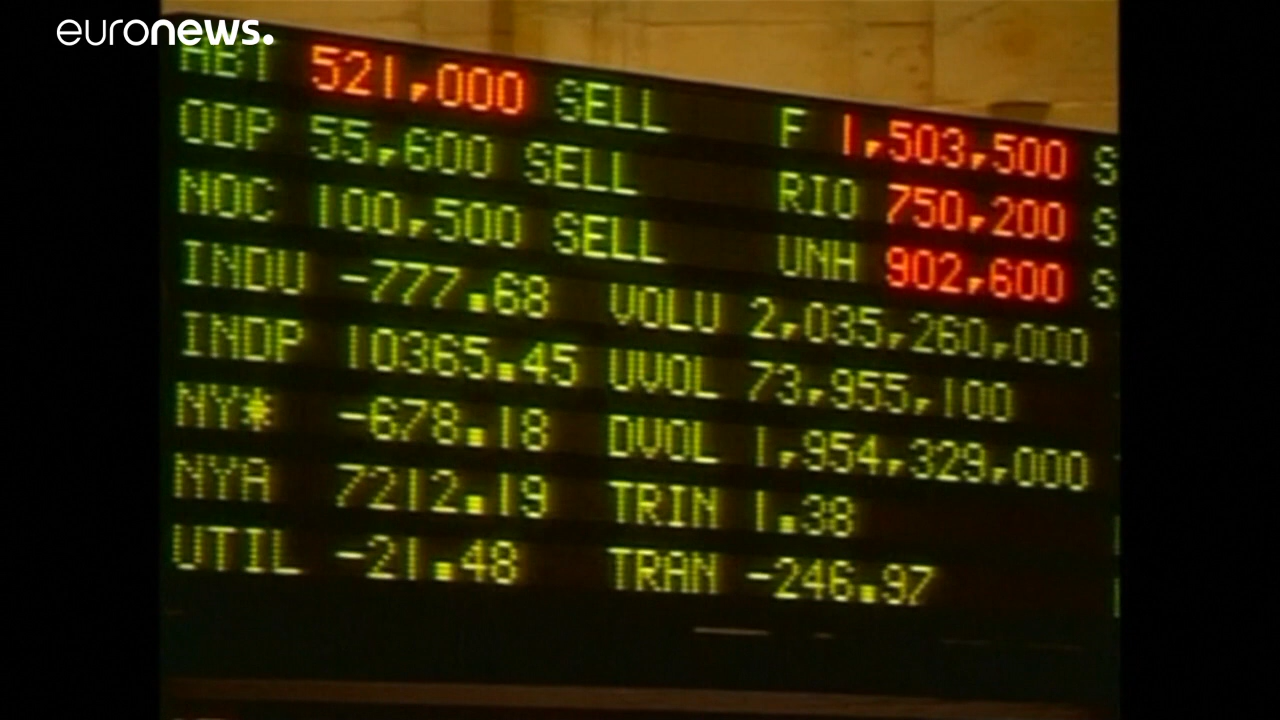 euronews.
ABT 521,000 SELL F 1,503,500 S
ODP 55,600 SELL RIO 750,200 S
NOC 100,500 SELL UNH 902,600 S
INDU -777.68 VOLU 2,035,260,000
INDP 10365.45 UVOL 73,955,100
NY* -678.18 DVOL 1,954,329,000
NYA 7212.19 TRIN 1.38
UTIL -21.48 TRAN -246.97